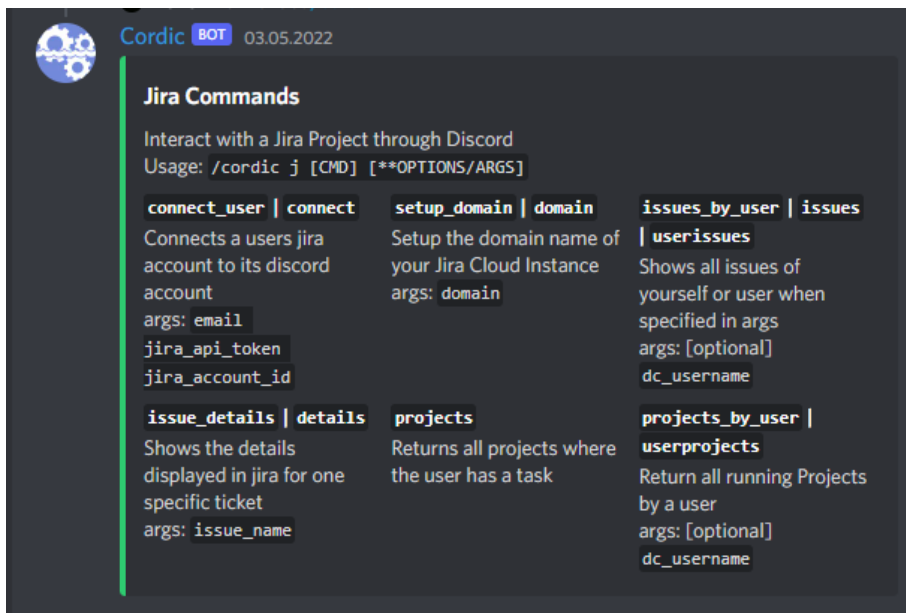 Cordic BOT 03.05.2022
Jira Commands
Interact with a Jira Project through Discord
Usage: /cordic j [CMD] [**OPTIONS/ARGS]
connect_user | connect
Connects a users jira
account to its discord
account
args: email
jira_api_token
jira_account_id
setup_domain | domain
Setup the domain name of
your Jira Cloud Instance
args: domain
issues_by_user | issues
| userissues
Shows all issues of
yourself or user when
specified in args
args: [optional]
dc_username
issue_details | details
Shows the details
displayed in jira for one
specific ticket
args: issue_name
projects
Returns all projects where
the user has a task
projects_by_user |
userprojects
Return all running Projects
by a user
args: [optional]
dc_username